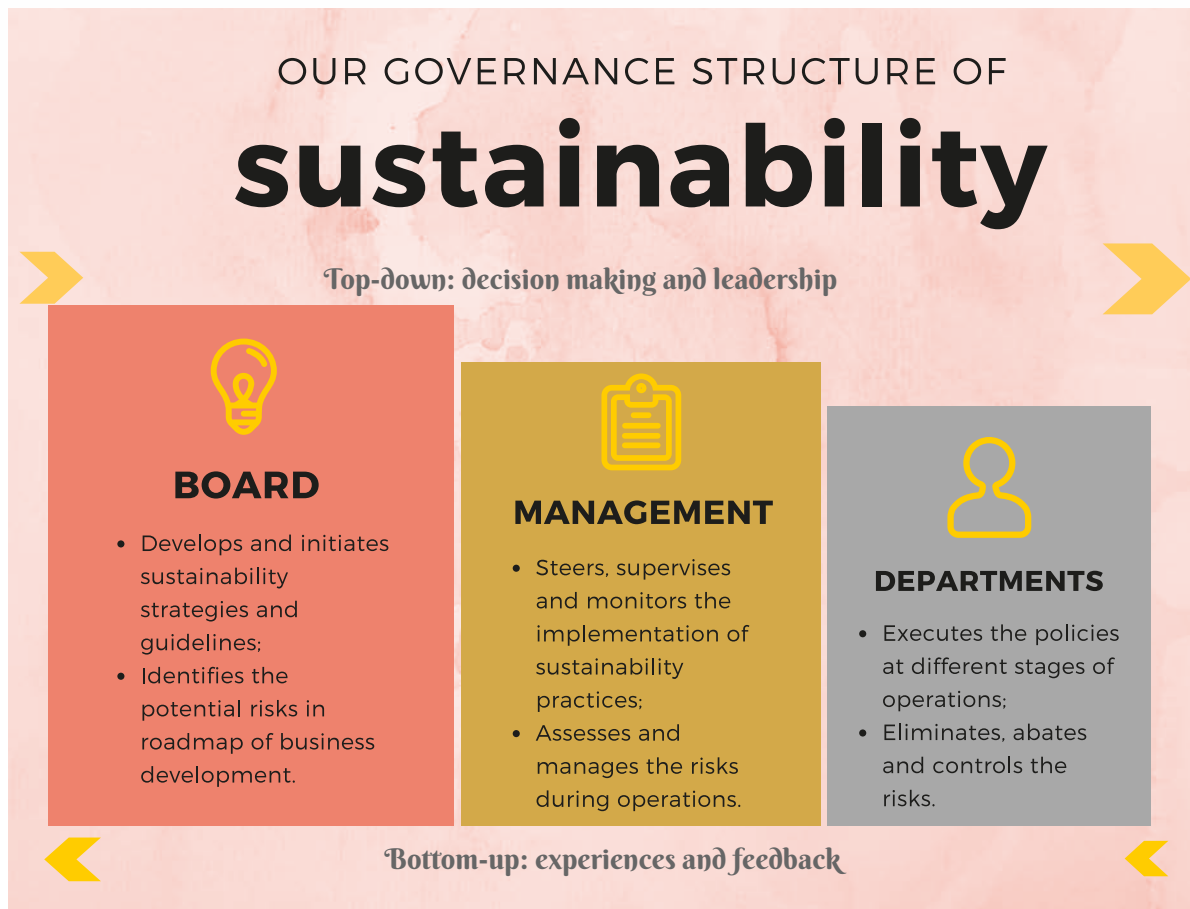 OUR GOVERNANCE STRUCTURE OF
sustainability
Top-down: decision making and leadership
BOARD
• Develops and initiates
sustainability
strategies and
guidelines;
• Identifies the
potential risks in
roadmap of business
development.
MANAGEMENT
• Steers, supervises
and monitors the
implementation of
sustainability
practices;
• Assesses and
manages the risks
during operations.
DEPARTMENTS
• Executes the policies
at different stages of
operations;
• Eliminates, abates
and controls the
risks.
Bottom-up: experiences and feedback